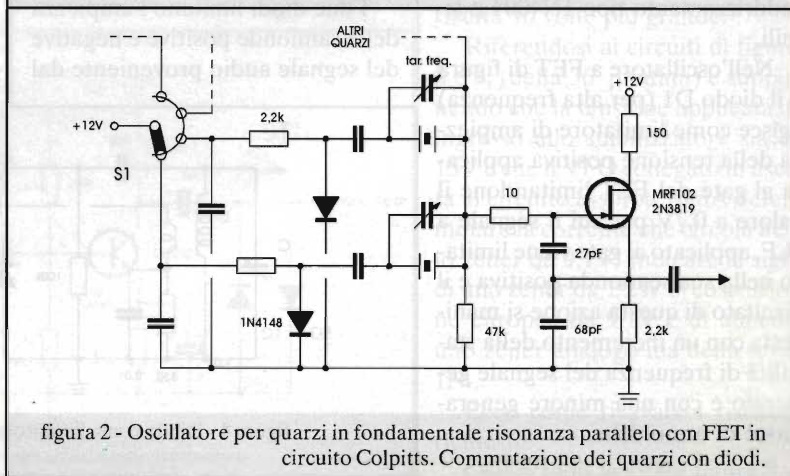 ALTRI
QUARZI
tar. freq.
+12V
+12V
2,2k
150
S1
MRF102
2N3819
10
27pF
1N4148
47k
68pF
2,2k
figura 2 - Oscillatore per quarzi in fondamentale risonanza parallelo con FET in
circuito Colpitts. Commutazione dei quarzi con diodi.